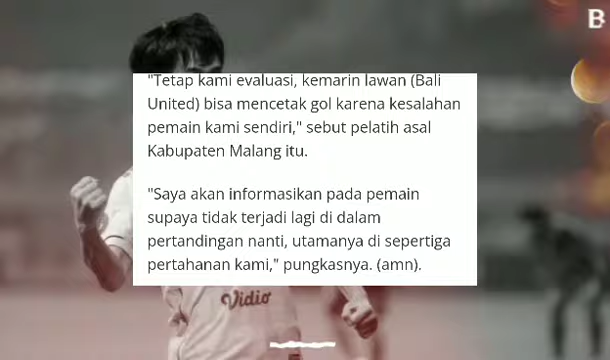 B
"Tetap kami evaluasi, kemarin lawan (Bali
United) bisa mencetak gol karena kesalahan
pemain kami sendiri," sebut pelatih asal
Kabupaten Malang itu.
"Saya akan informasikan pada pemain
supaya tidak terjadi lagi di dalam
pertandingan nanti, utamanya di sepertiga
pertahanan kami," pungkasnya. (amn).
Vidio